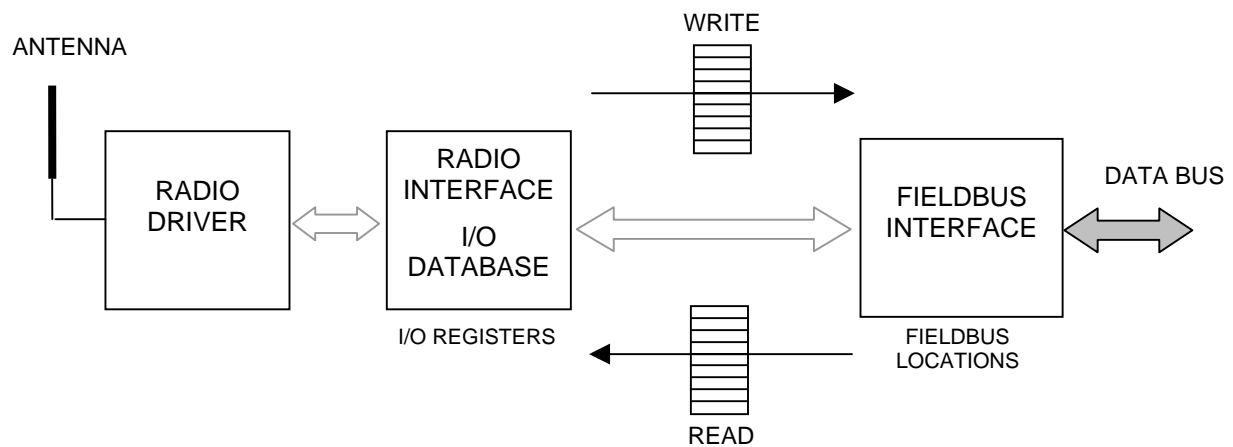 WRITE
ANTENNA
RADIO
DRIVER
RADIO
INTERFACE
I/O
DATABASE
I/O REGISTERS
FIELDBUS
INTERFACE
FIELDBUS
LOCATIONS
DATA BUS
READ